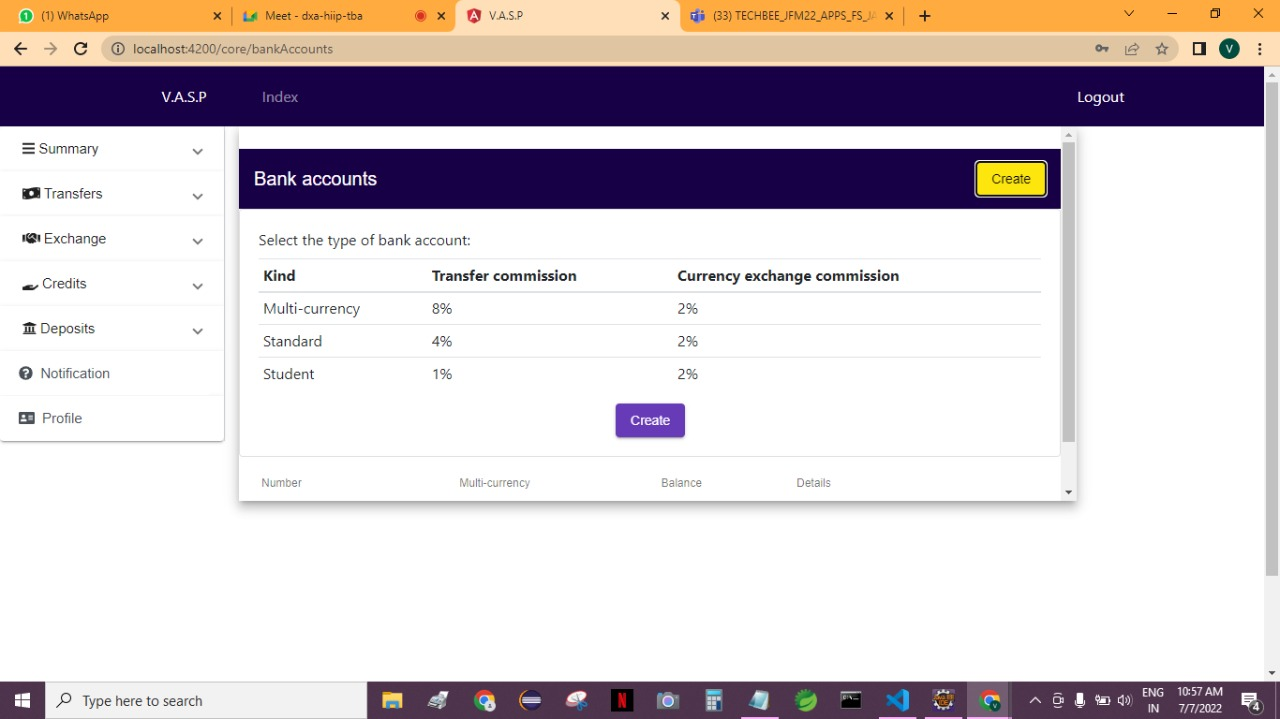 (1) WhatsApp
Meet - dxa-hiip-tba
V.A.S.P
(33) TECHBEE_JFM22_APPS_FS_JA
localhost:4200/core/bankAccounts
V
V.A.S.P Index Logout
Summary
Transfers
Exchange
Credits
Deposits
Notification
Profile
Bank accounts Create
Select the type of bank account:
Kind Transfer commission Currency exchange commission
Multi-currency 8% 2%
Standard 4% 2%
Student 1% 2%
Create
Number Multi-currency Balance Details
Type here to search
ENG
IN
10:57 AM
7/7/2022
4